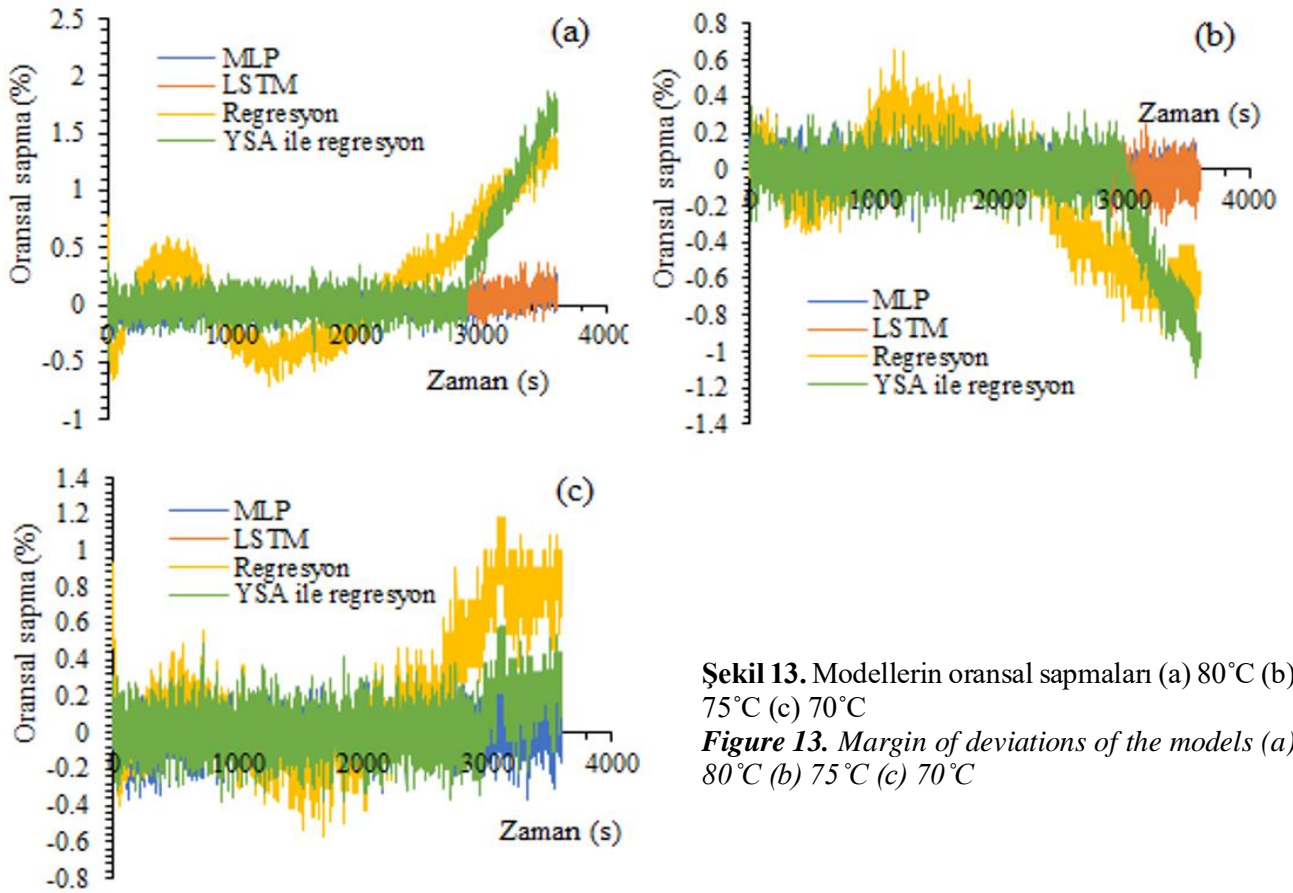 (a)
2.5
2
1.5
1
0.5
0
-0.5
-1
Oransal sapma (%)
MLP
LSTM
Regresyon
YSA ile regresyon
0 1000 2000 3000 4000
Zaman (s)
(b)
0.8
0.6
0.4
0.2
0
-0.2
-0.4
-0.6
-0.8
-1
-1.2
-1.4
Oransal sapma (%)
Zaman (s)
0 1000 2000 3000 4000
MLP
LSTM
Regresyon
YSA ile regresyon
(c)
1.4
1.2
1
0.8
0.6
0.4
0.2
0
-0.2
-0.4
-0.6
-0.8
Oransal sapma (%)
MLP
LSTM
Regresyon
YSA ile regresyon
0 1000 2000 3000 4000
Zaman (s)
Şekil 13. Modellerin oransal sapmaları (a) 80˚C (b)
75˚C (c) 70˚C
Figure 13. Margin of deviations of the models (a)
80˚C (b) 75˚C (c) 70˚C